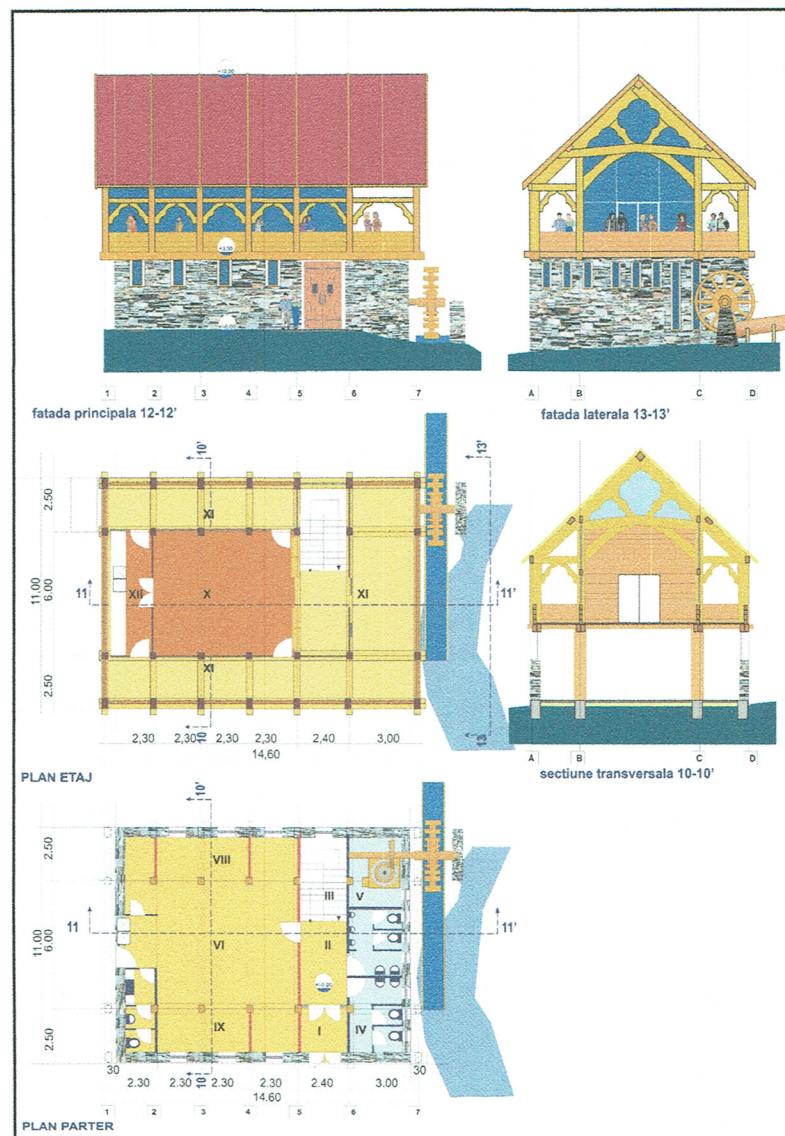 +12.00
+3.50
1 2 3 4 5 6 7
A B C D
fatada principala 12-12'
fatada laterala 13-13'
10'
13'
2.50
XI
11.00
6.00
11
XII
X
XI
11'
2.50
XI
10
13
2,30 2,30 2,30 2,30 2,40 3,00
14,60
A B C D
PLAN ETAJ
sectiune transversala 10-10'
10'
2.50
VIII
V
III
11
11.00
6.00
VI
II
11'
2.50
IX
I
IV
30
10
30
2.30 2.30 2.30 2.30 2.40 3.00
14.60
1 2 3 4 5 6 7
PLAN PARTER